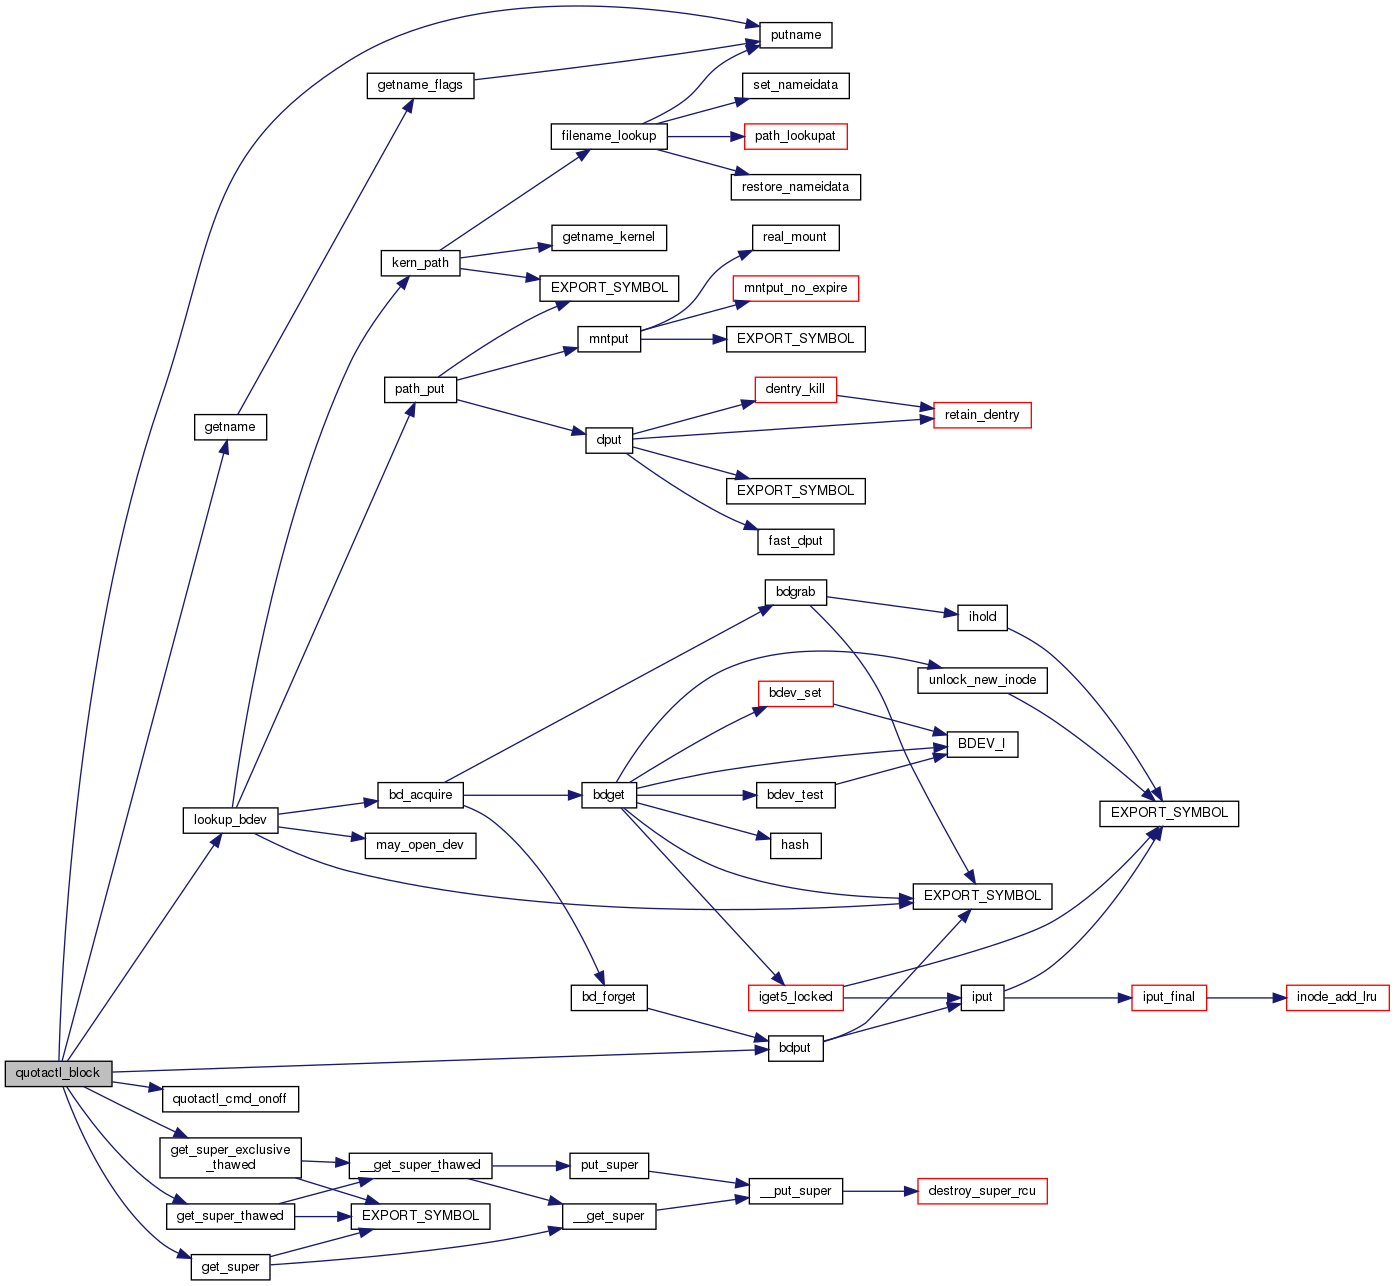 putname
getname_flags
set_nameidata
filename_lookup
path_lookupat
restore_nameidata
getname_kernel
real_mount
kern_path
EXPORT_SYMBOL
mntput_no_expire
mntput
EXPORT_SYMBOL
path_put
dentry_kill
retain_dentry
getname
dput
EXPORT_SYMBOL
fast_dput
bdgrab
ihold
unlock_new_inode
bdev_set
BDEV_I
bd_acquire
bdget
bdev_test
lookup_bdev
EXPORT_SYMBOL
may_open_dev
hash
EXPORT_SYMBOL
bd_forget
iget5_locked
iput
iput_final
inode_add_lru
bdput
quotactl_block
quotactl_cmd_onoff
get_super_exclusive
_thawed
__get_super_thawed
put_super
__put_super
destroy_super_rcu
get_super_thawed
EXPORT_SYMBOL
__get_super
get_super